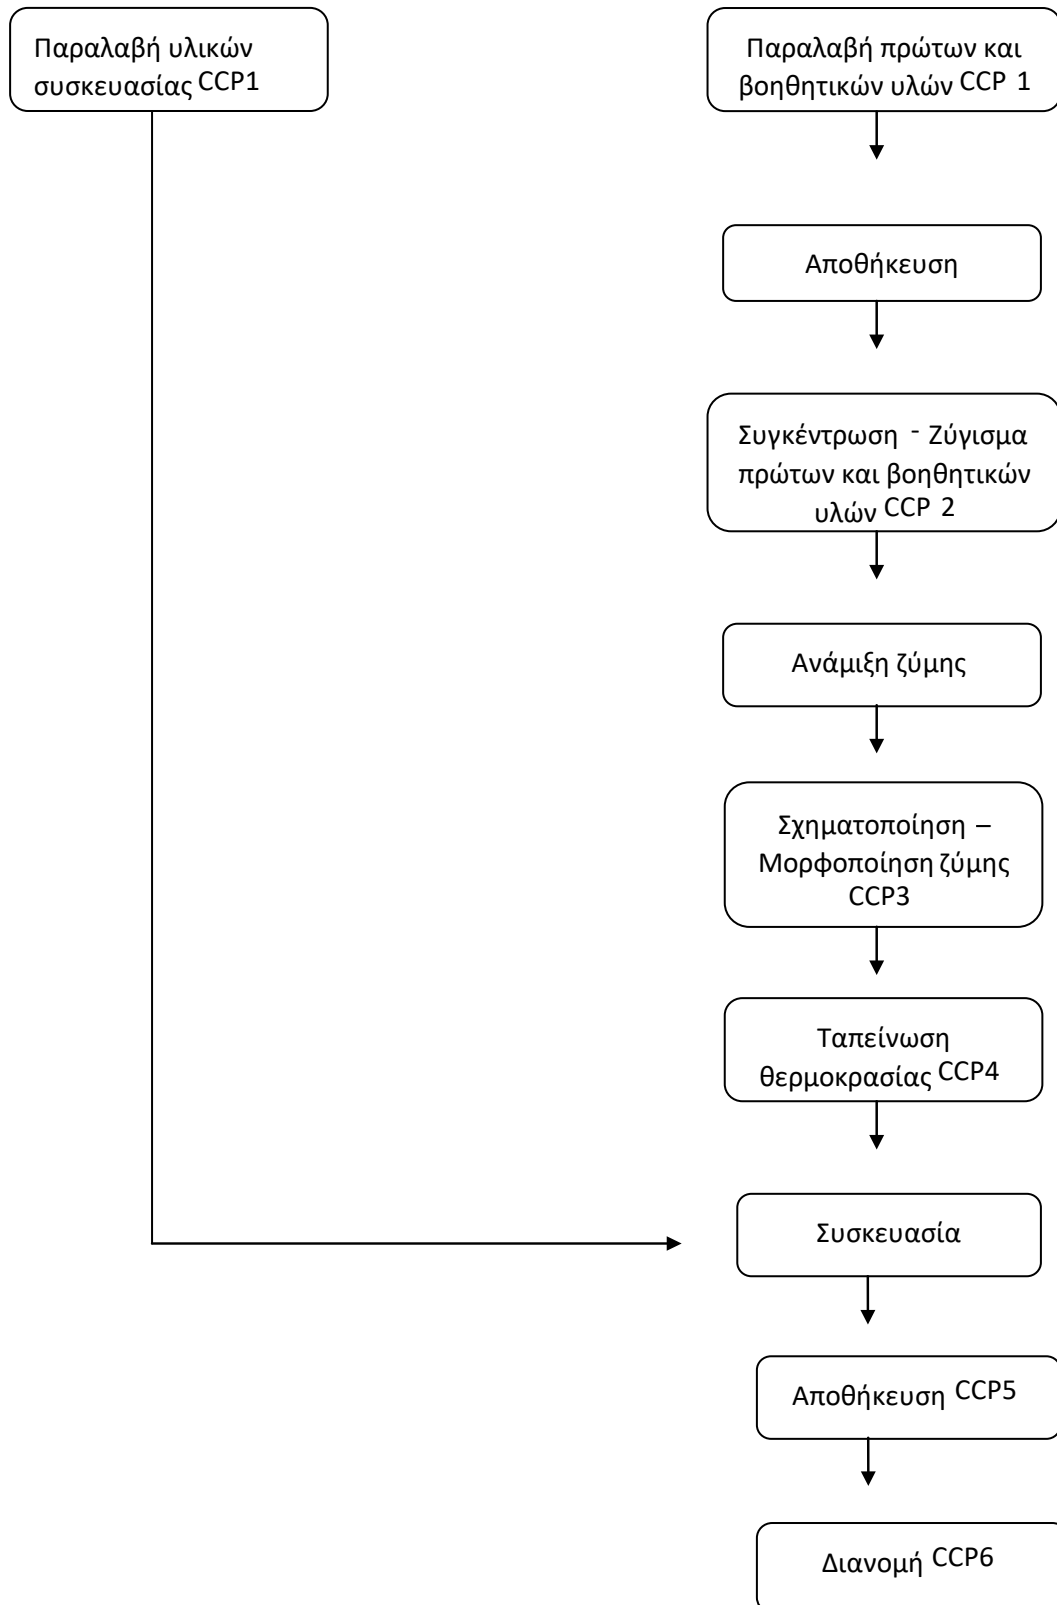 Παραλαβή υλικών
συσκευασίας CCP1
Παραλαβή πρώτων και
βοηθητικών υλών CCP 1
Αποθήκευση
Συγκέντρωση - Ζύγισμα
πρώτων και βοηθητικών
υλών CCP 2
Ανάμιξη ζύμης
Σχηματοποίηση –
Μορφοποίηση ζύμης
CCP3
Ταπείνωση
θερμοκρασίας CCP4
Συσκευασία
Αποθήκευση CCP5
Διανομή CCP6